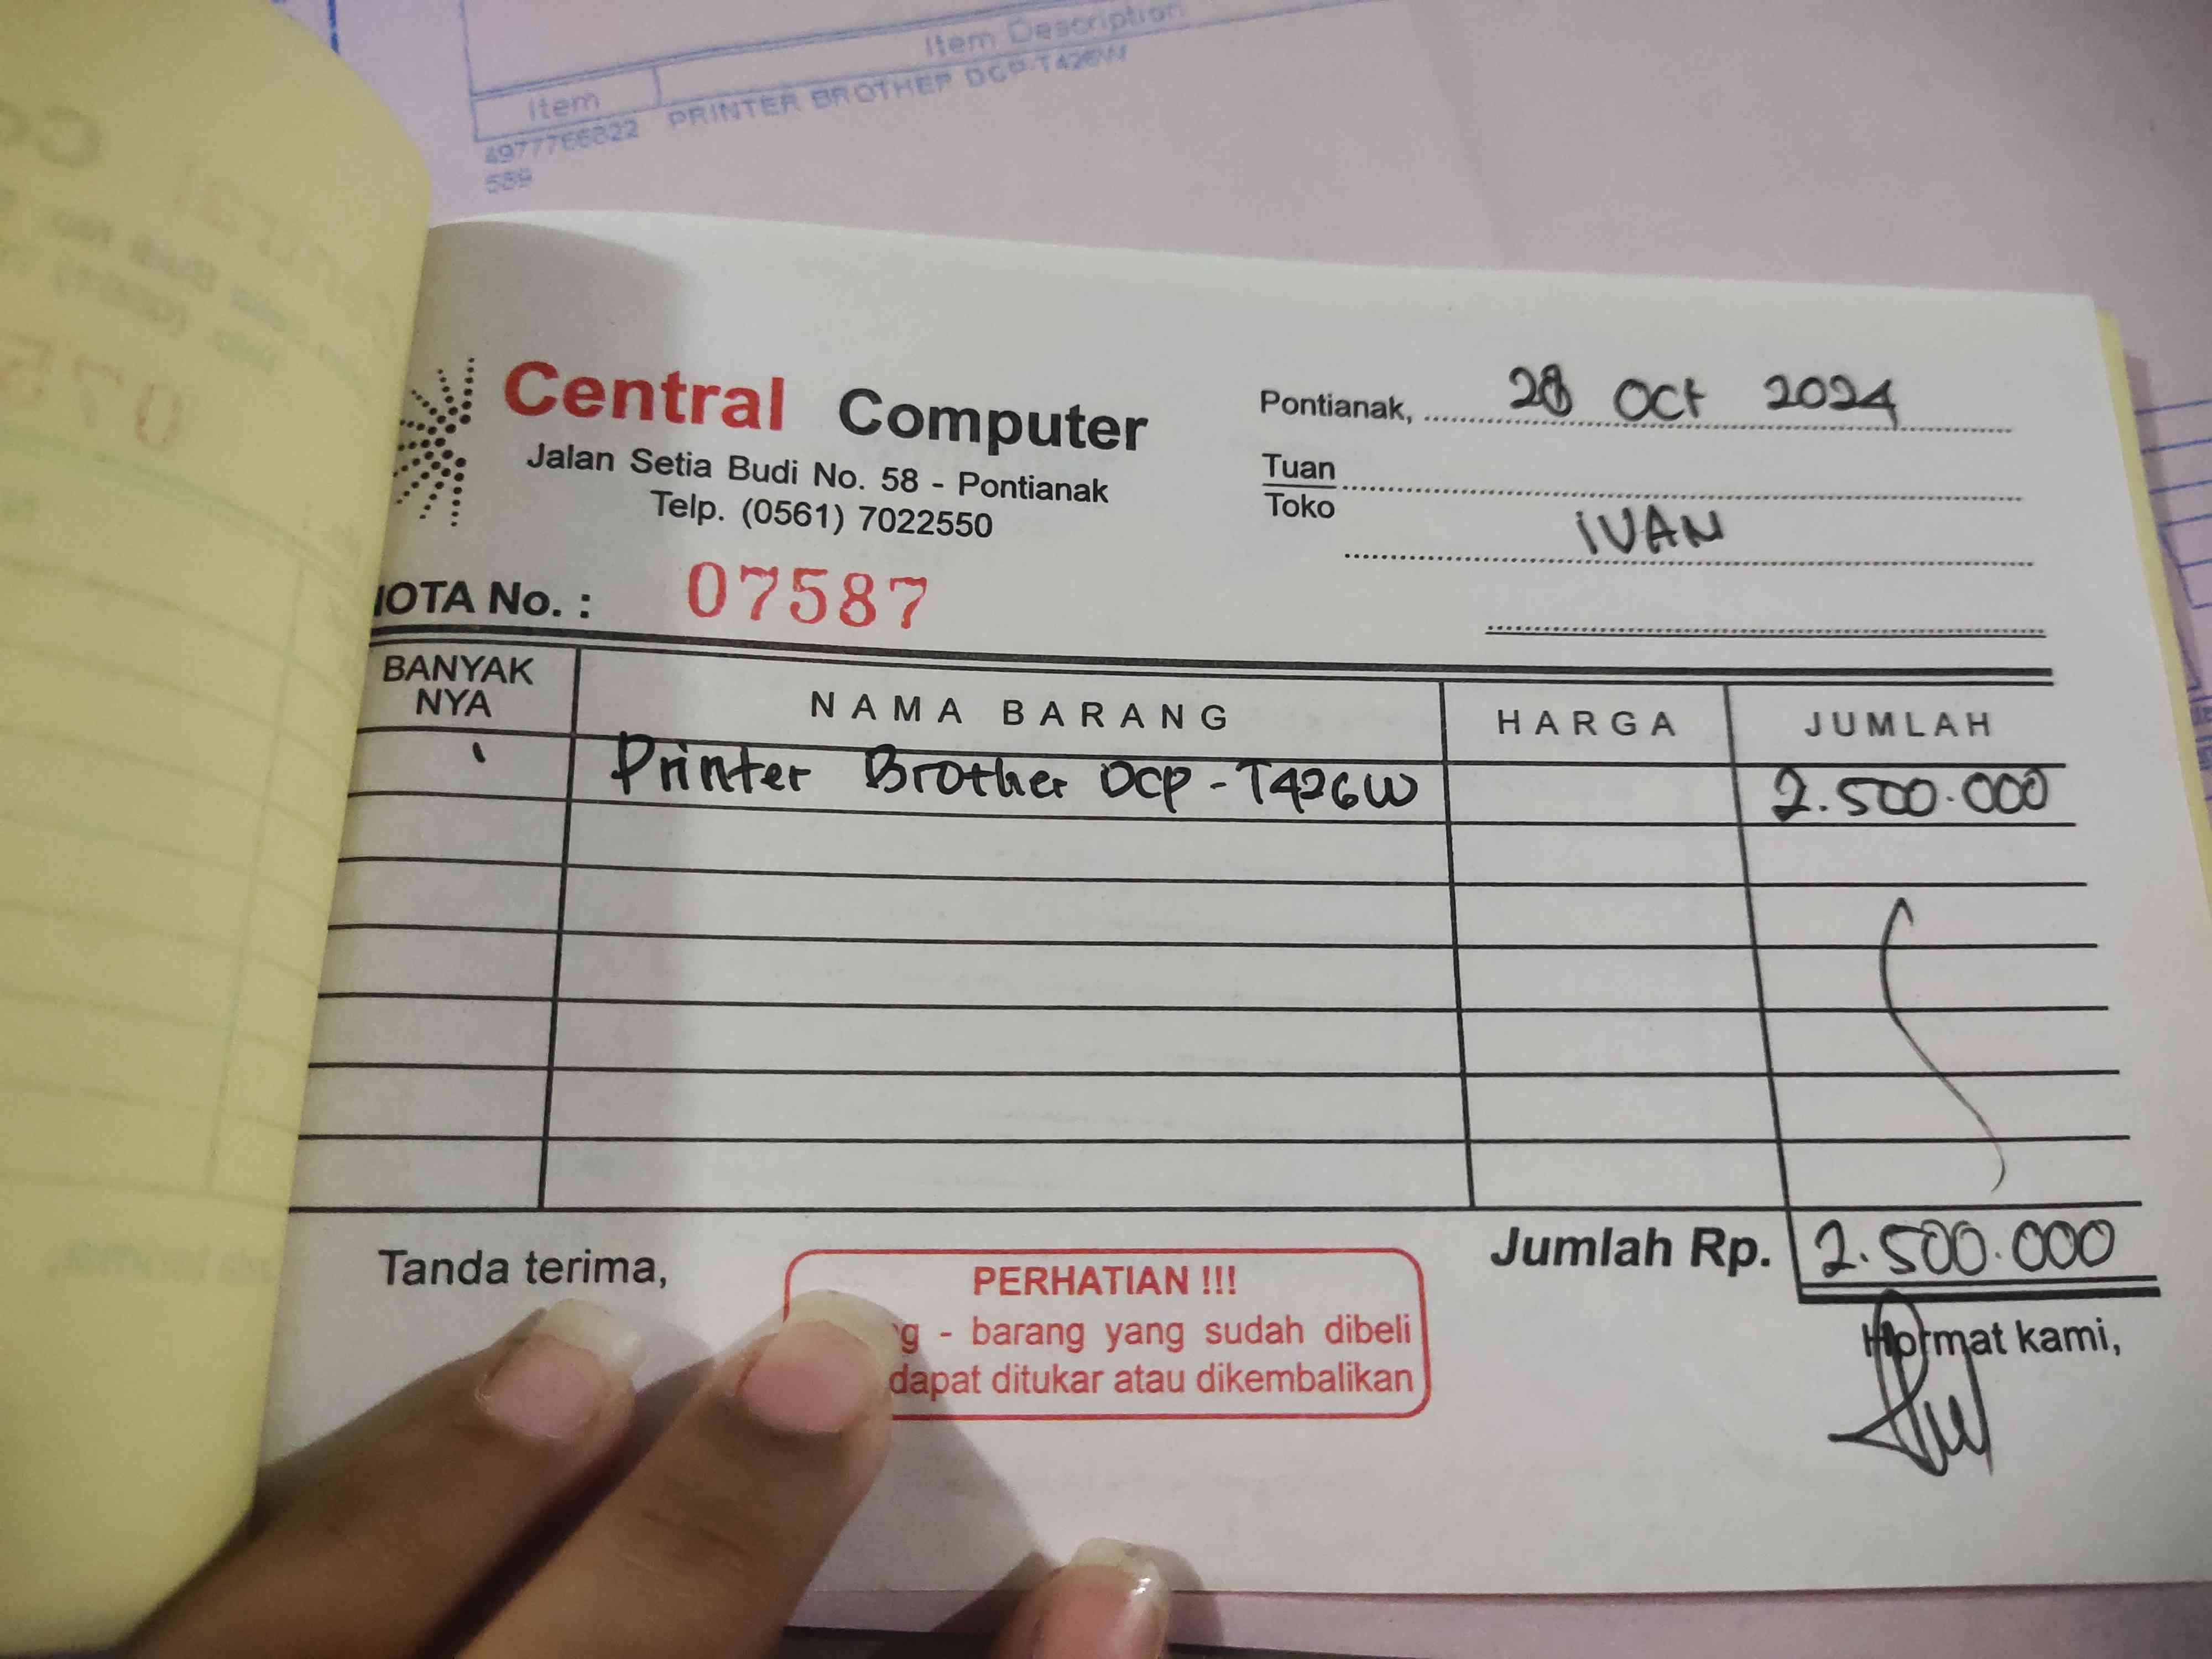 Item Description
Item
PRINTER BROTHER DCP-T426W
4977766822
589
Central Computer
Jalan Setia Budi No. 58 - Pontianak
Telp. (0561) 7022550
Pontianak, 28 Oct 2024
Tuan
Toko
IVAN
OTA No. : 07587
BANYAK NYA NAMA BARANG HARGA JUMLAH
1 Printer Brother DCP-T426W 2.500.000
Jumlah Rp. 2.500.000
Tanda terima,
PERHATIAN !!!
g - barang yang sudah dibeli
dapat ditukar atau dikembalikan
Hormat kami,